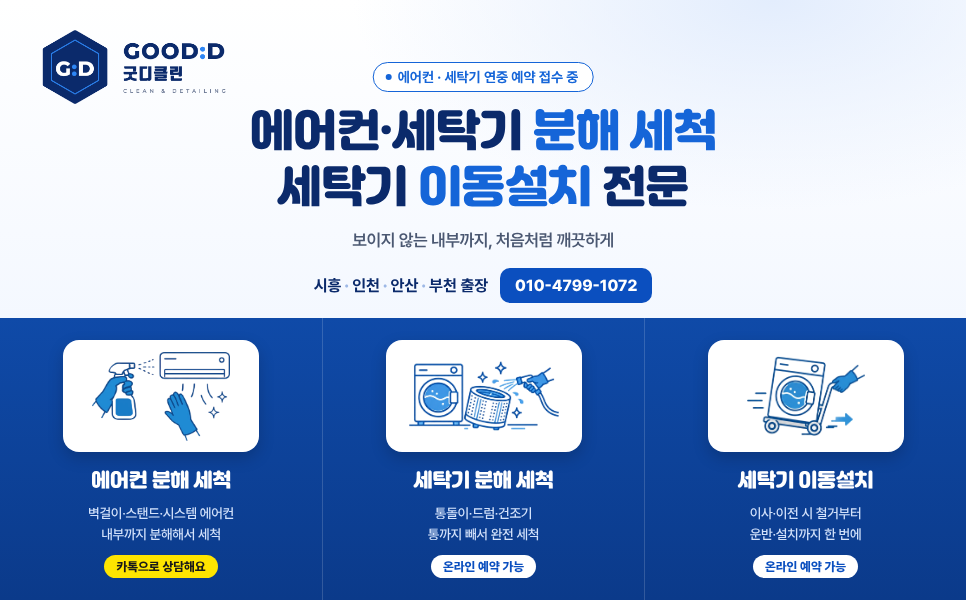 G:D
GOOD:D
굿디클린
CLEAN & DETAILING
에어컨 · 세탁기 연중 예약 접수 중
에어컨·세탁기 분해 세척
세탁기 이동설치 전문
보이지 않는 내부까지, 처음처럼 깨끗하게
시흥 · 인천 · 안산 · 부천 출장
010-4799-1072
에어컨 분해 세척
벽걸이·스탠드·시스템 에어컨
내부까지 분해해서 세척
카톡으로 상담해요
세탁기 분해 세척
통돌이·드럼·건조기
통까지 빼서 완전 세척
온라인 예약 가능
세탁기 이동설치
이사·이전 시 철거부터
운반·설치까지 한 번에
온라인 예약 가능